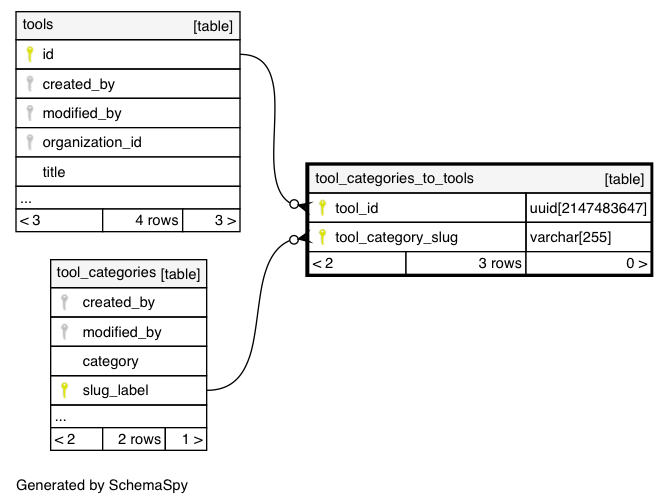 tools [table]
id
created_by
modified_by
organization_id
title
...
< 3 4 rows 3 >
tool_categories_to_tools [table]
tool_id uuid[2147483647]
tool_category_slug varchar[255]
< 2 3 rows 0 >
tool_categories [table]
created_by
modified_by
category
slug_label
...
< 2 2 rows 1 >
Generated by SchemaSpy